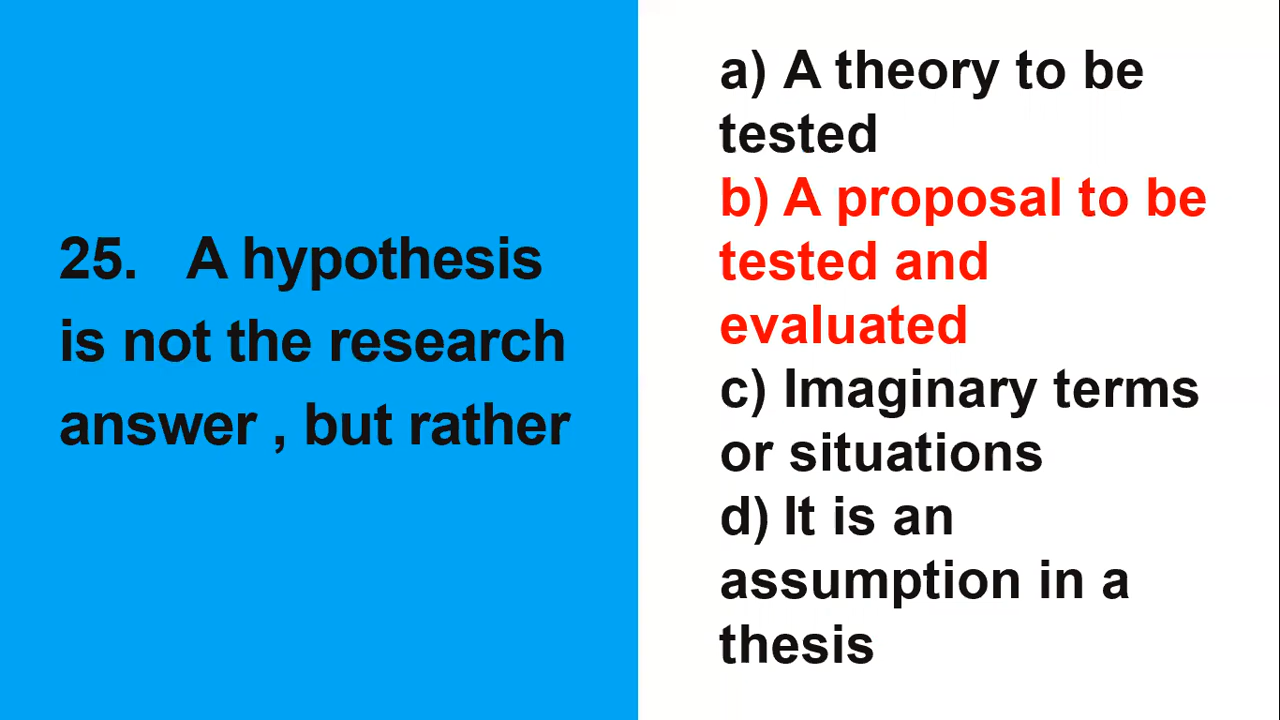 25.   A hypothesis
is not the research
answer , but rather
a) A theory to be
tested
b) A proposal to be
tested and
evaluated
c) Imaginary terms
or situations
d) It is an
assumption in a
thesis